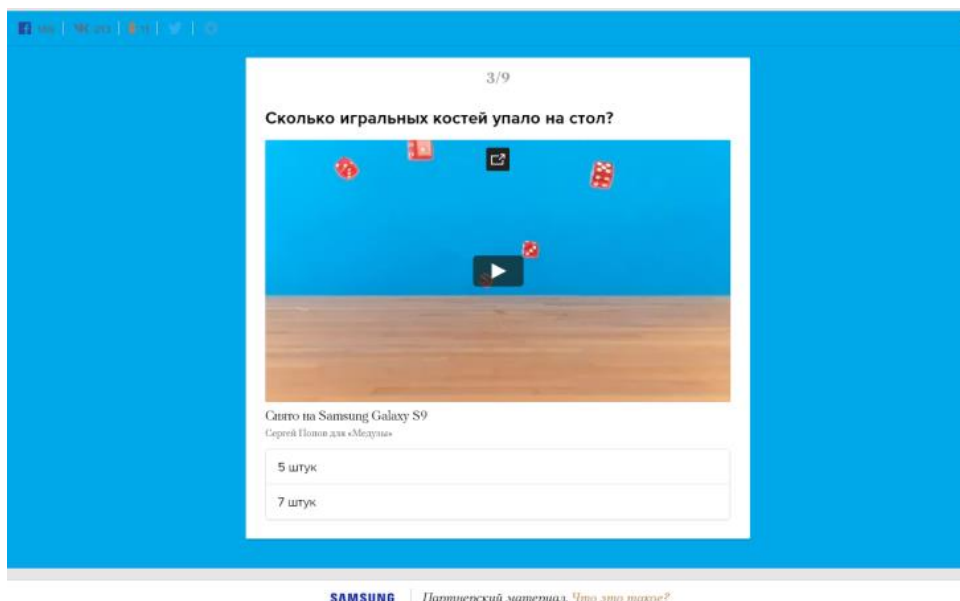 3/9
Сколько игральных костей упало на стол?
Снято на Samsung Galaxy S9
Сергей Попов для «Медузы»
5 штук
7 штук
SAMSUNG Партнерский материал. Что это такое?